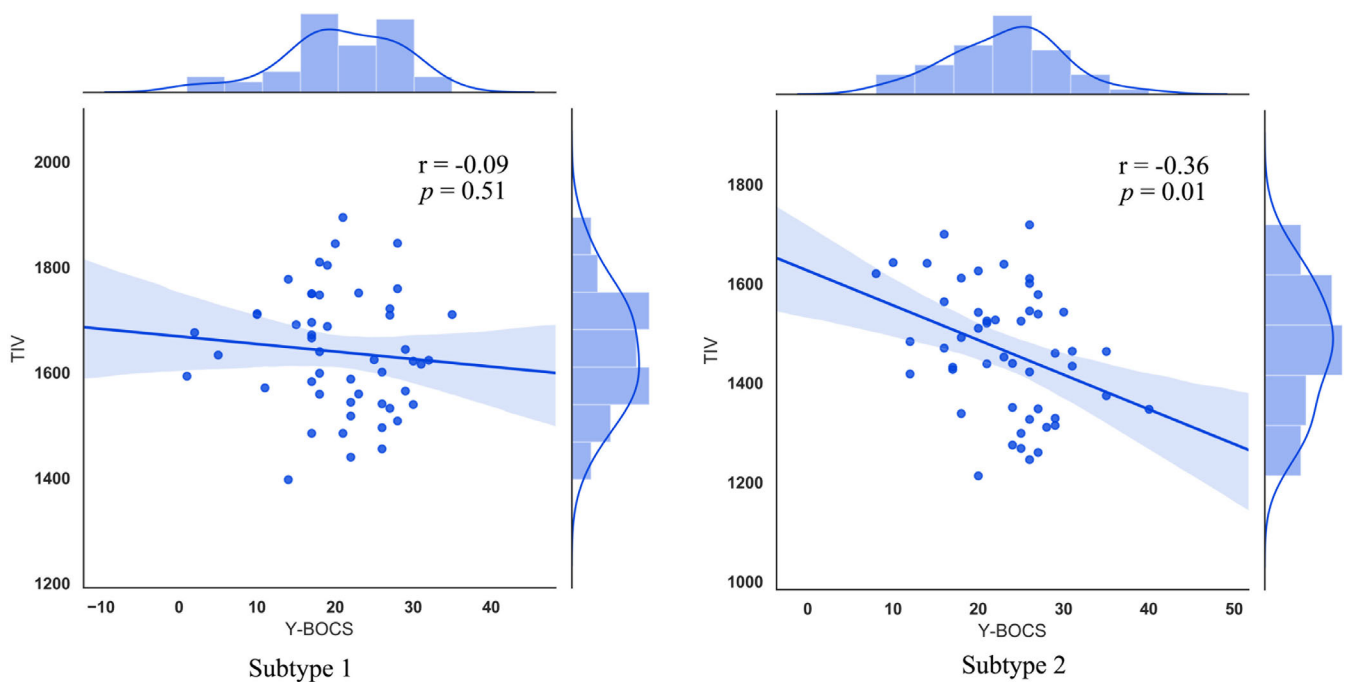 r = -0.09
p = 0.51
2000
1800
1600
1400
1200
TIV
−10 0 10 20 30 40
Y-BOCS
Subtype 1
r = -0.36
p = 0.01
1800
1600
1400
1200
1000
TIV
0 10 20 30 40 50
Y-BOCS
Subtype 2